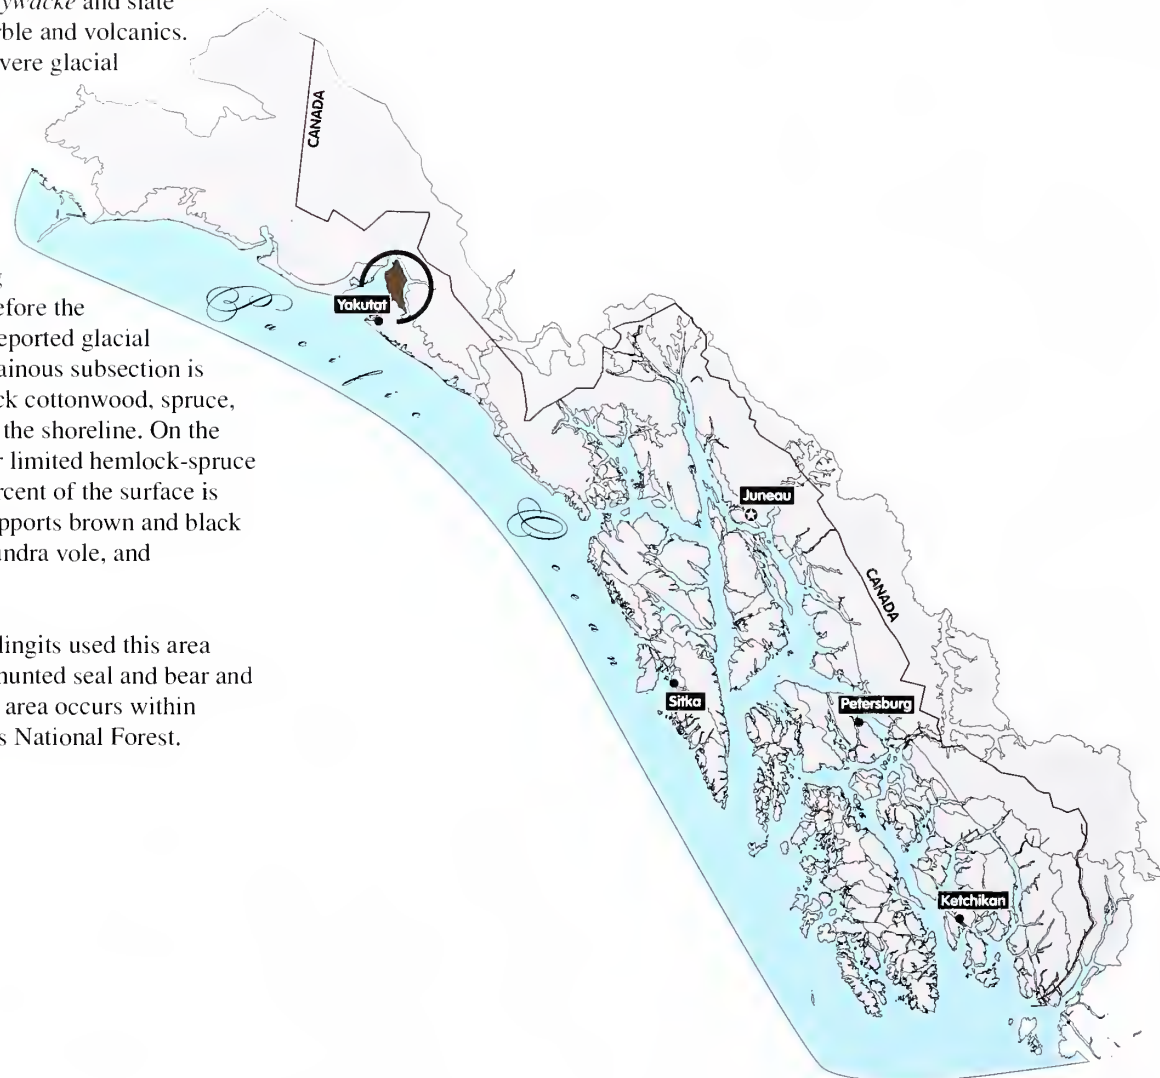 ywacke and slate
rble and volcanics.
vere glacial
efore the
eported glacial
ainous subsection is
ck cottonwood, spruce,
the shoreline. On the
r limited hemlock-spruce
rcent of the surface is
pports brown and black
undra vole, and
lingits used this area
hunted seal and bear and
area occurs within
s National Forest.
CANADA
Yakutat
Pacific
Ocean
Juneau
CANADA
Sitka
Petersburg
Ketchikan